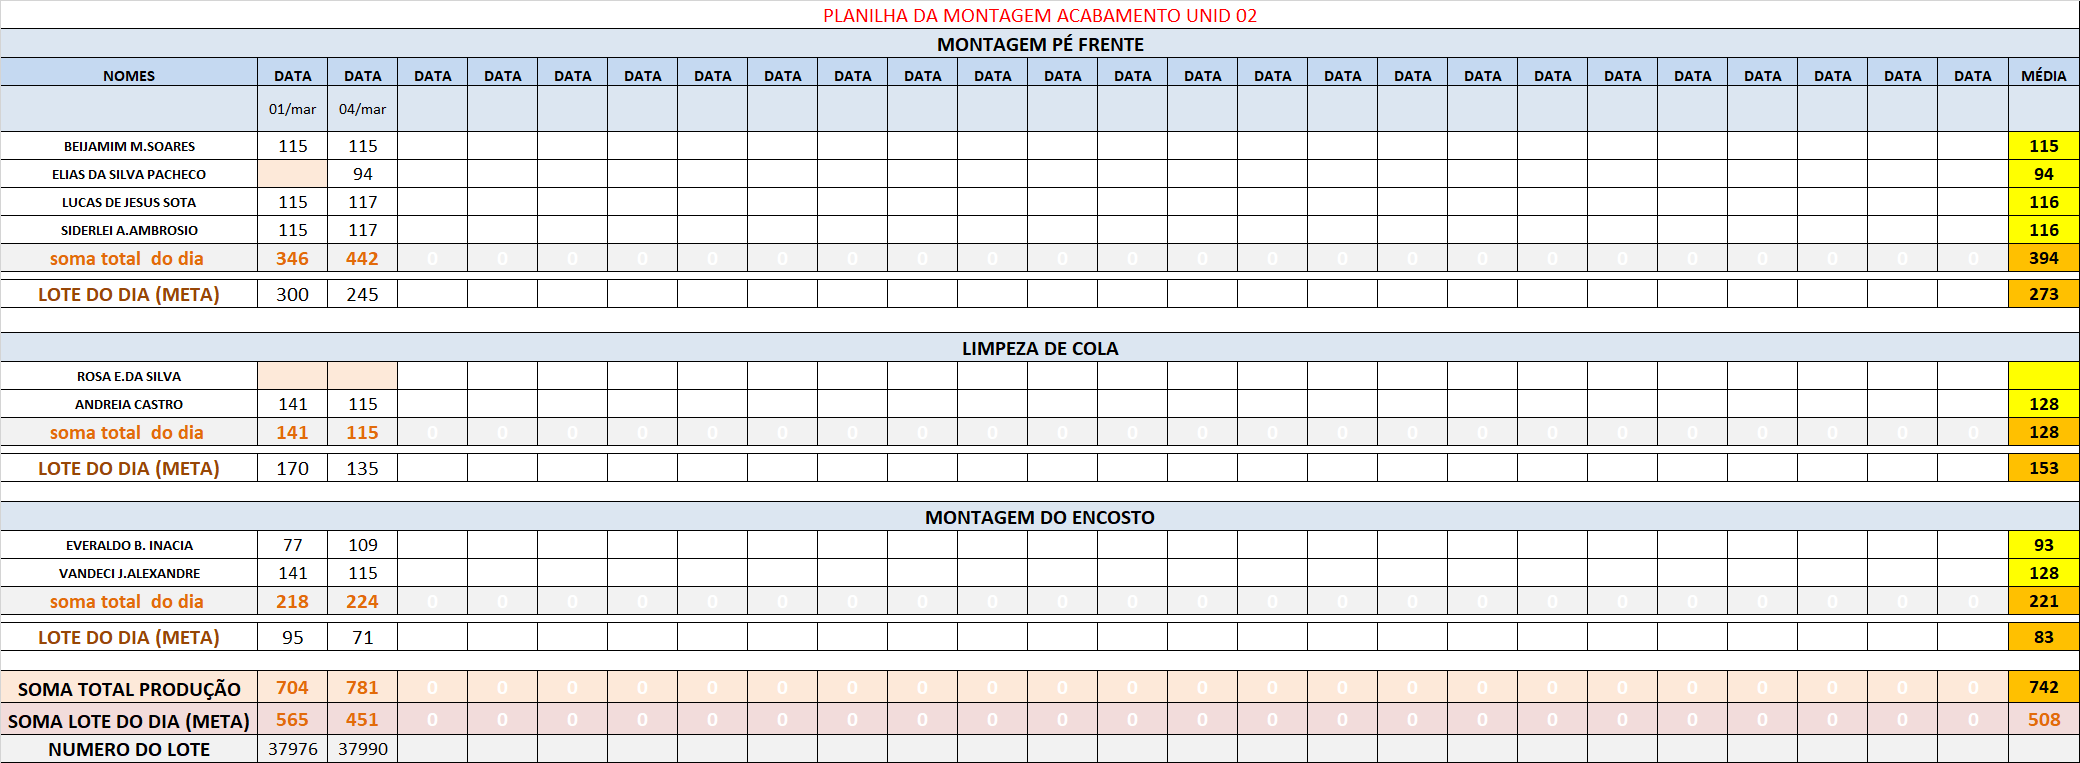 PLANILHA DA MONTAGEM ACABAMENTO UNID 02
MONTAGEM PÉ FRENTE
NOMES DATA DATA DATA DATA DATA DATA DATA DATA DATA DATA DATA DATA DATA DATA DATA DATA DATA DATA DATA DATA DATA DATA DATA DATA DATA MÉDIA
01/mar 04/mar
BEIJAMIM M.SOARES 115 115 115
ELIAS DA SILVA PACHECO 94 94
LUCAS DE JESUS SOTA 115 117 116
SIDERLEI A.AMBROSIO 115 117 116
soma total do dia 346 442 0 0 0 0 0 0 0 0 0 0 0 0 0 0 0 0 0 0 0 0 0 0 0 394
LOTE DO DIA (META) 300 245 273
LIMPEZA DE COLA
ROSA E.DA SILVA
ANDREIA CASTRO 141 115 128
soma total do dia 141 115 0 0 0 0 0 0 0 0 0 0 0 0 0 0 0 0 0 0 0 0 0 0 0 128
LOTE DO DIA (META) 170 135 153
MONTAGEM DO ENCOSTO
EVERALDO B. INACIA 77 109 93
VANDECI J.ALEXANDRE 141 115 128
soma total do dia 218 224 0 0 0 0 0 0 0 0 0 0 0 0 0 0 0 0 0 0 0 0 0 0 0 221
LOTE DO DIA (META) 95 71 83
SOMA TOTAL PRODUÇÃO 704 781 0 0 0 0 0 0 0 0 0 0 0 0 0 0 0 0 0 0 0 0 0 0 0 742
SOMA LOTE DO DIA (META) 565 451 0 0 0 0 0 0 0 0 0 0 0 0 0 0 0 0 0 0 0 0 0 0 0 508
NUMERO DO LOTE 37976 37990